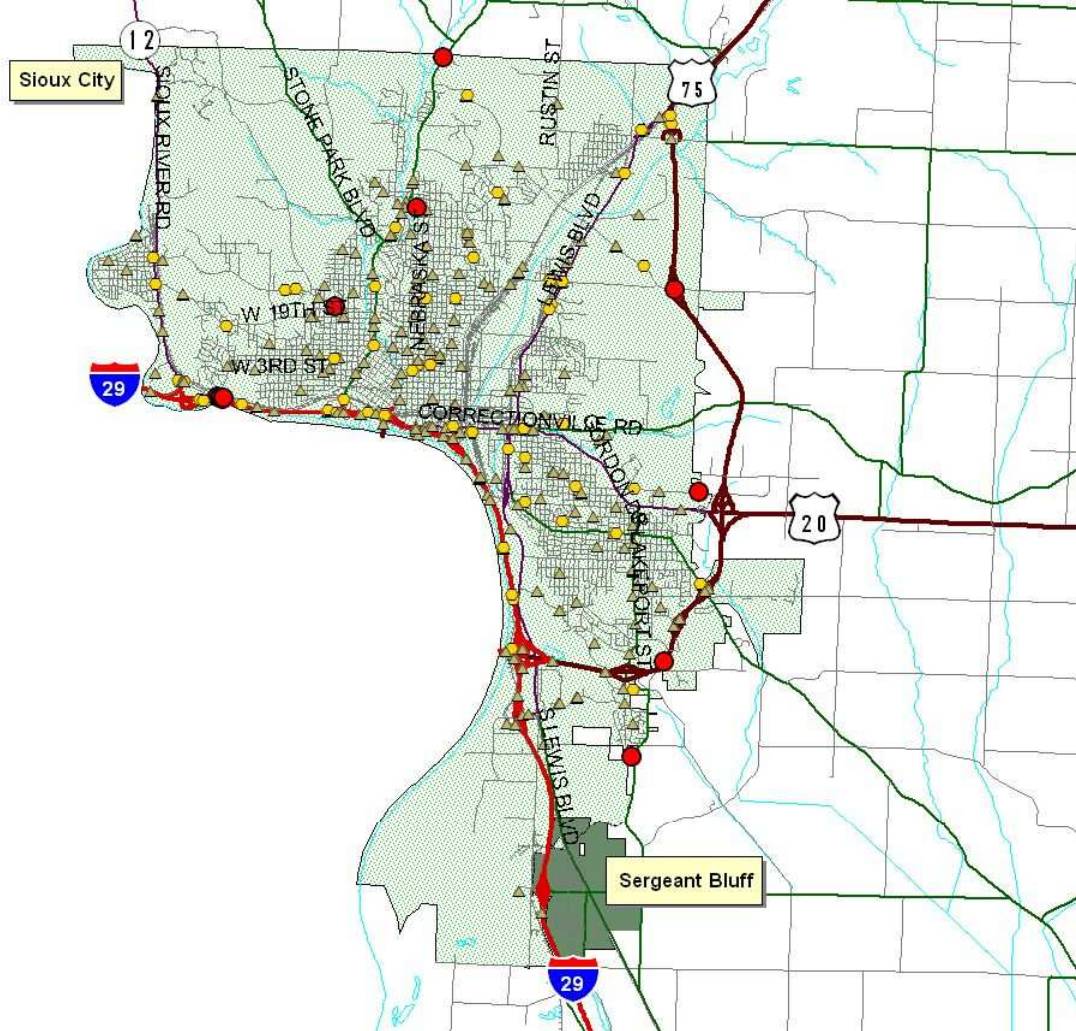 12
Sioux City
75
SIOUX RIVER RD
STONE PARK BLVD
RUSTIN ST
LEWIS BLVD
NEBRASKA ST
W 19TH ST
W 3RD ST
29
CORRECTIONVILLE RD
GORDON DR
20
S LAKEPORT ST
S LEWIS BLVD
Sergeant Bluff
29